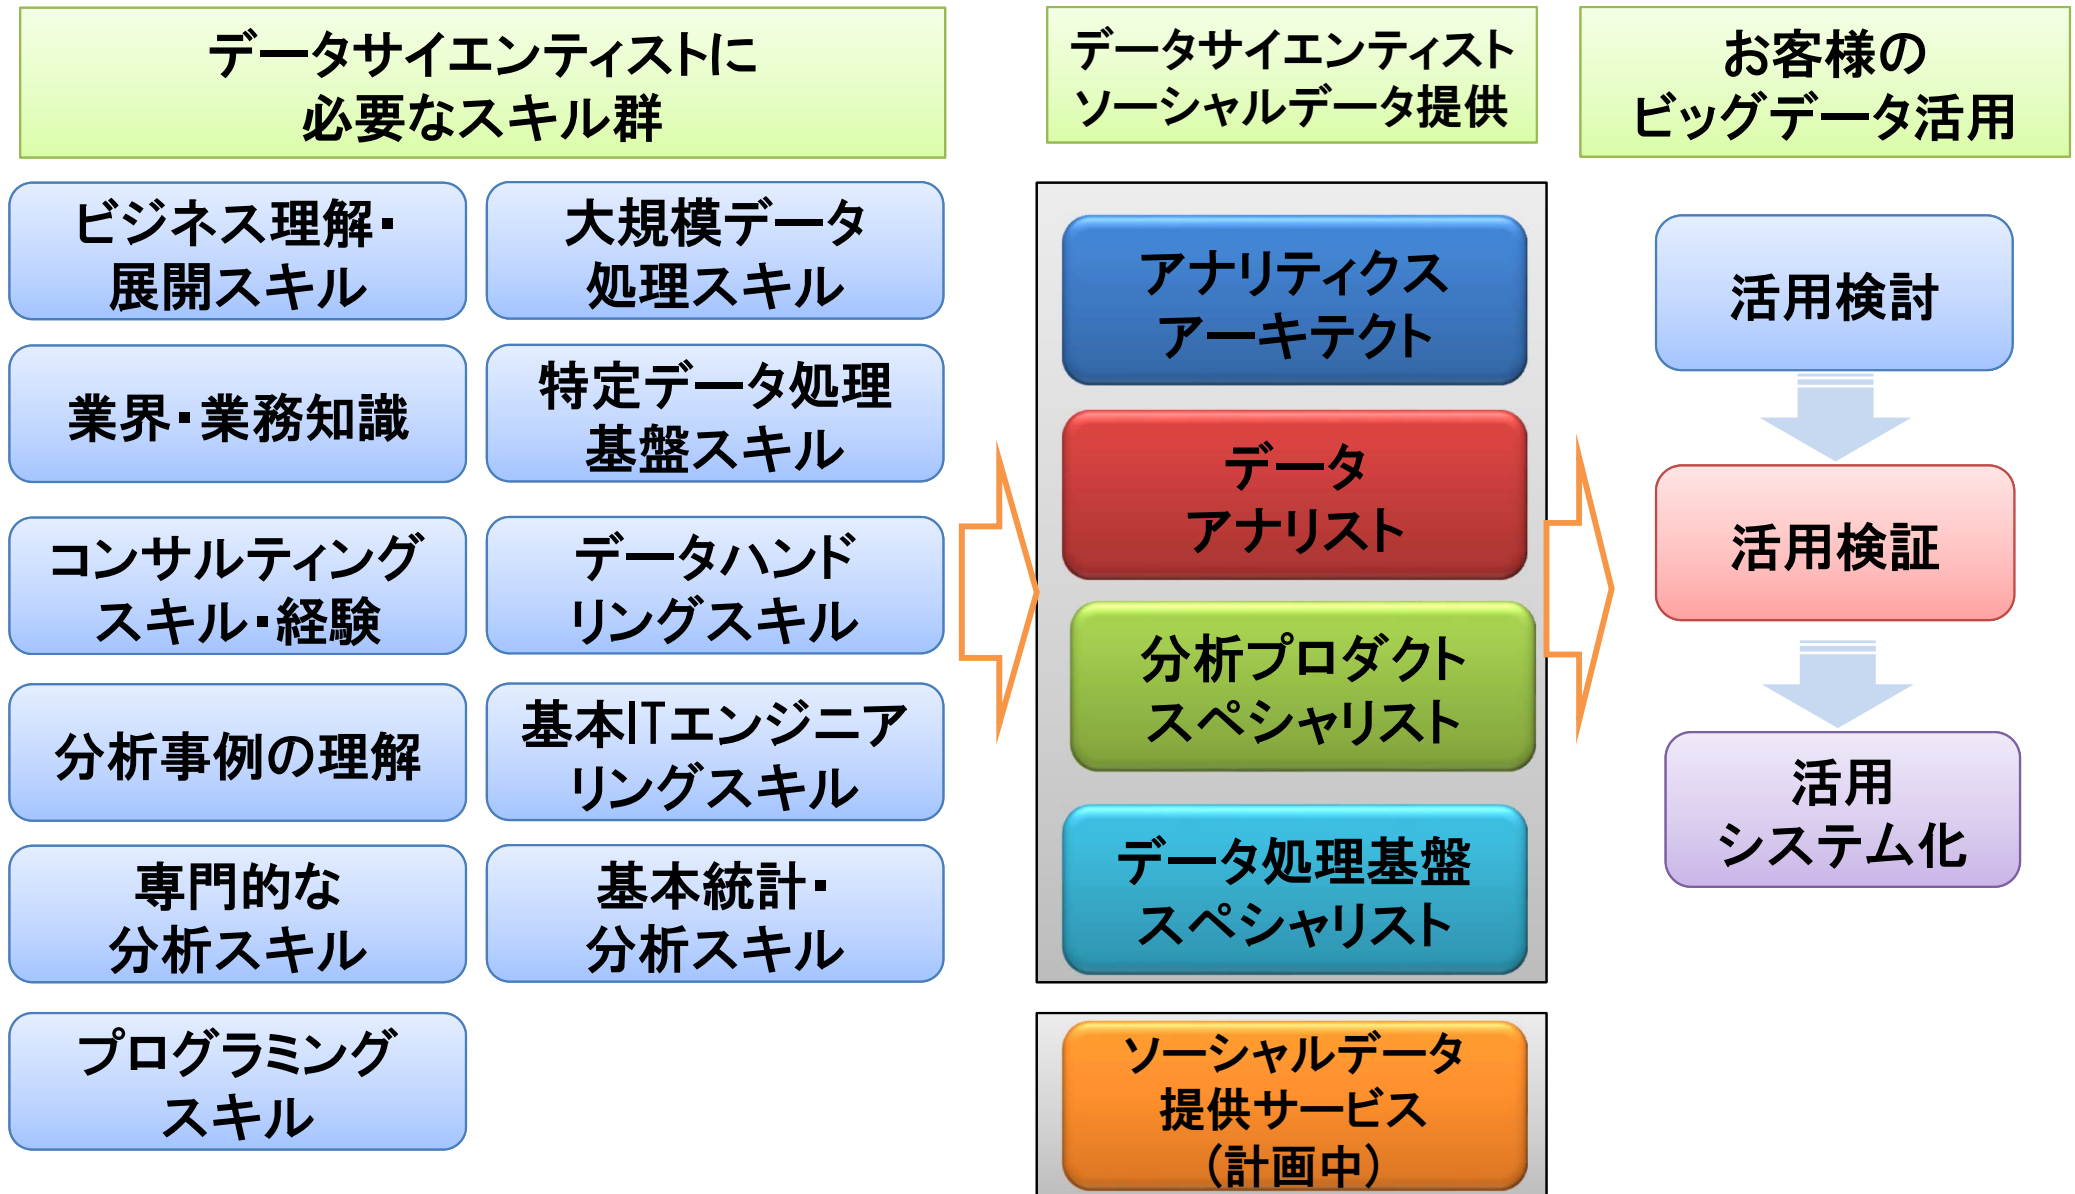 データサイエンティストに
必要なスキル群
ビジネス理解・
展開スキル
大規模データ
処理スキル
業界・業務知識
特定データ処理
基盤スキル
コンサルティング
スキル・経験
データハンド
リングスキル
分析事例の理解
基本ITエンジニア
リングスキル
専門的な
分析スキル
基本統計・
分析スキル
プログラミング
スキル
データサイエンティスト
ソーシャルデータ提供
アナリティクス
アーキテクト
データ
アナリスト
分析プロダクト
スペシャリスト
データ処理基盤
スペシャリスト
ソーシャルデータ
提供サービス
（計画中）
お客様の
ビッグデータ活用
活用検討
活用検証
活用
システム化